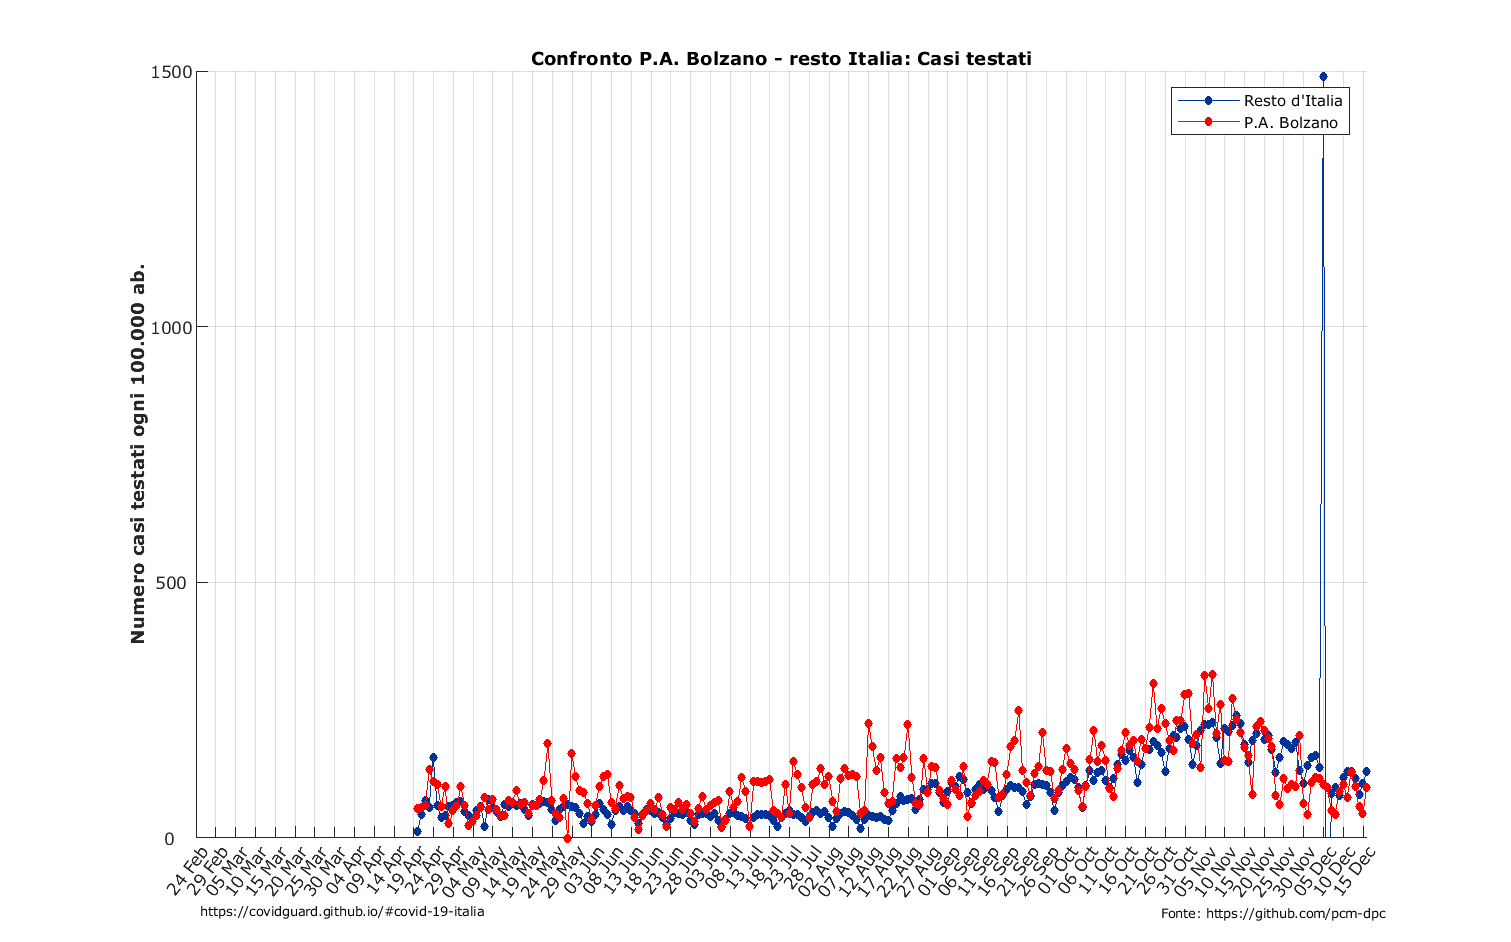 Confronto P.A. Bolzano - resto Italia: Casi testati
Resto d'Italia
P.A. Bolzano
Numero casi testati ogni 100.000 ab.
1500
1000
500
0
24 Feb
29 Feb
05 Mar
10 Mar
15 Mar
20 Mar
25 Mar
30 Mar
04 Apr
09 Apr
14 Apr
19 Apr
24 Apr
29 Apr
04 May
09 May
14 May
19 May
24 May
29 May
03 Jun
08 Jun
13 Jun
18 Jun
23 Jun
28 Jun
03 Jul
08 Jul
13 Jul
18 Jul
23 Jul
28 Jul
02 Aug
07 Aug
12 Aug
17 Aug
22 Aug
27 Aug
01 Sep
06 Sep
11 Sep
16 Sep
21 Sep
26 Sep
01 Oct
06 Oct
11 Oct
16 Oct
21 Oct
26 Oct
31 Oct
05 Nov
10 Nov
15 Nov
20 Nov
25 Nov
30 Nov
05 Dec
10 Dec
15 Dec
https://covidguard.github.io/#covid-19-italia
Fonte: https://github.com/pcm-dpc